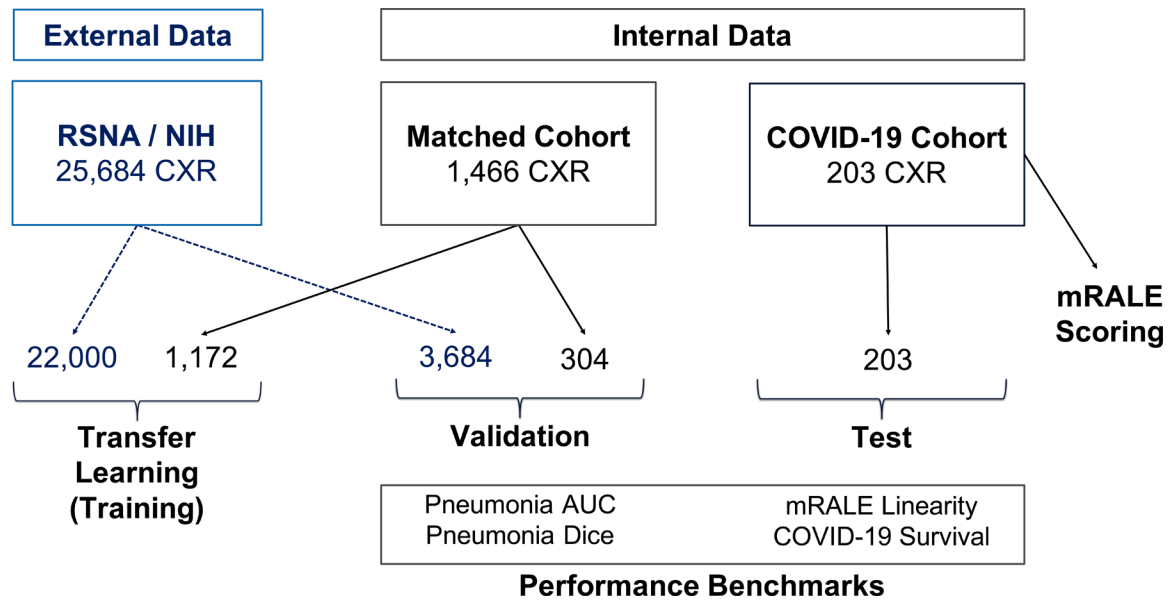 External Data
Internal Data
RSNA / NIH
25,684 CXR
Matched Cohort
1,466 CXR
COVID-19 Cohort
203 CXR
mRALE
Scoring
22,000
1,172
3,684
304
203
Transfer
Learning
(Training)
Validation
Test
Pneumonia AUC
Pneumonia Dice
mRALE Linearity
COVID-19 Survival
Performance Benchmarks